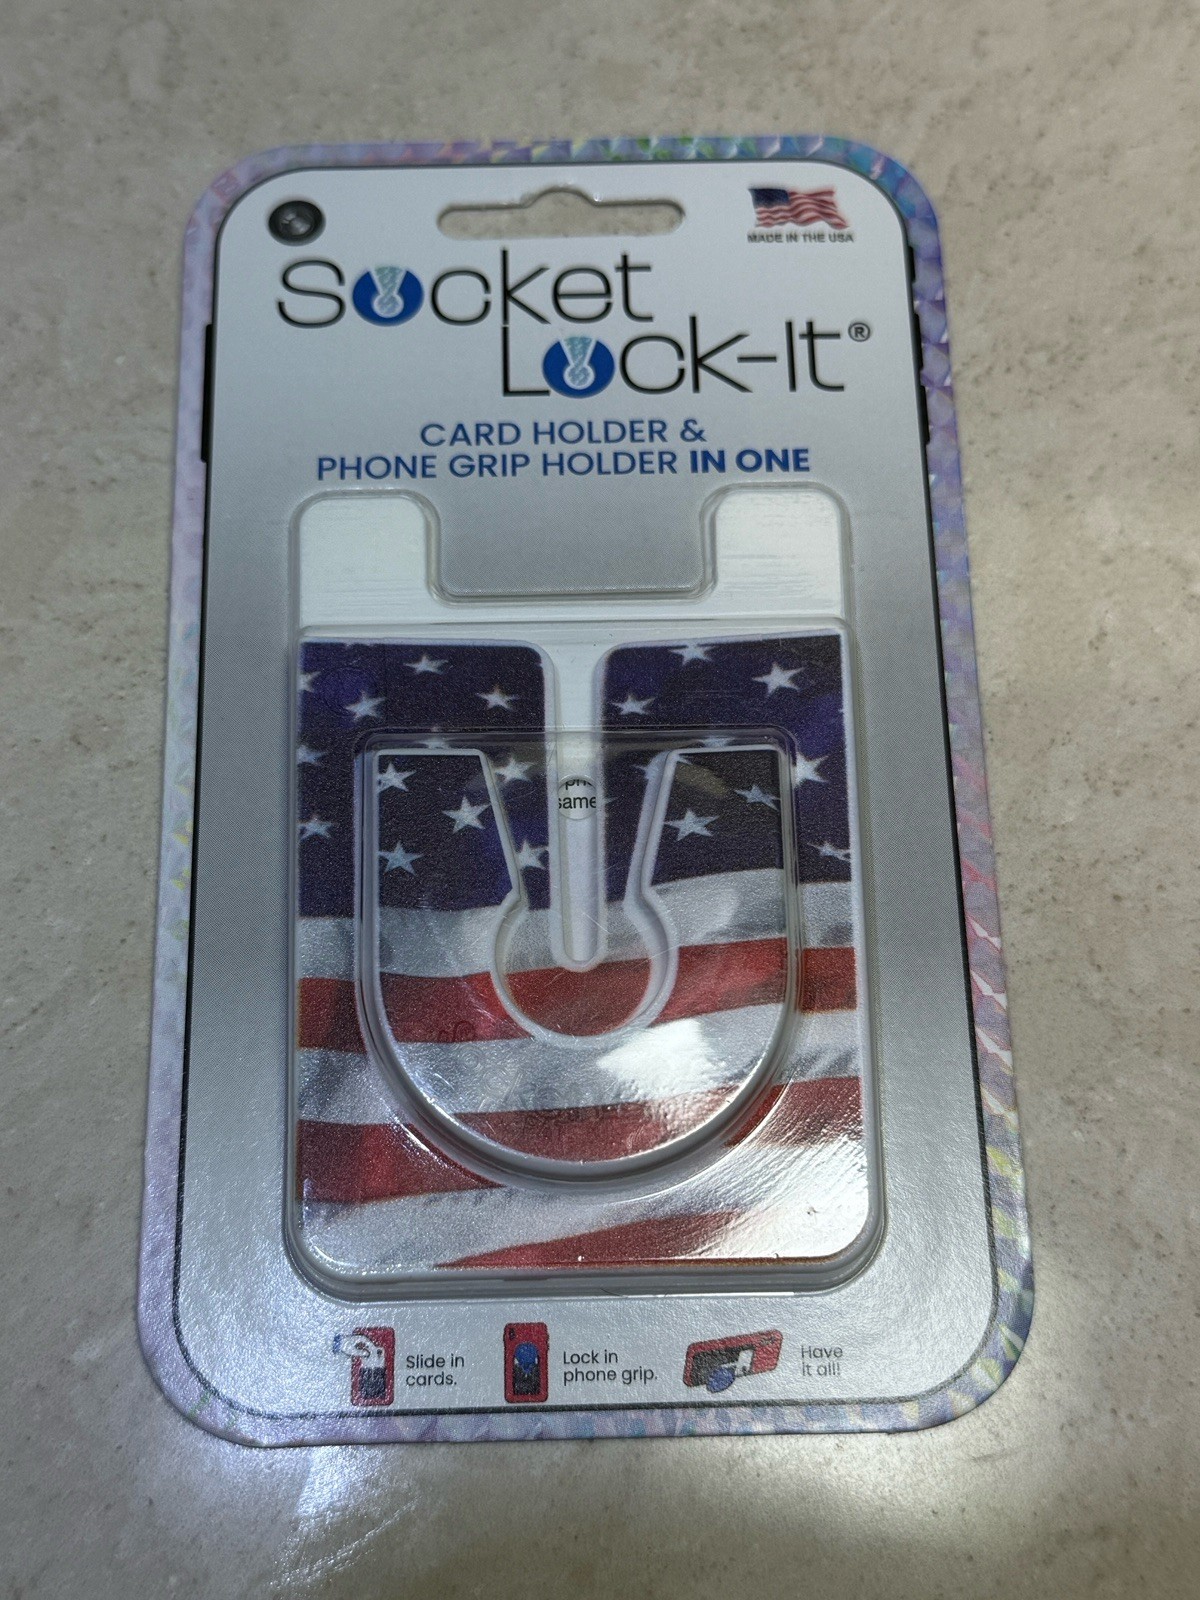 MADE IN THE USA
Socket
Lock-It®
CARD HOLDER &
PHONE GRIP HOLDER IN ONE
same
Slide in
cards.
Lock in
phone grip.
Have
it all!